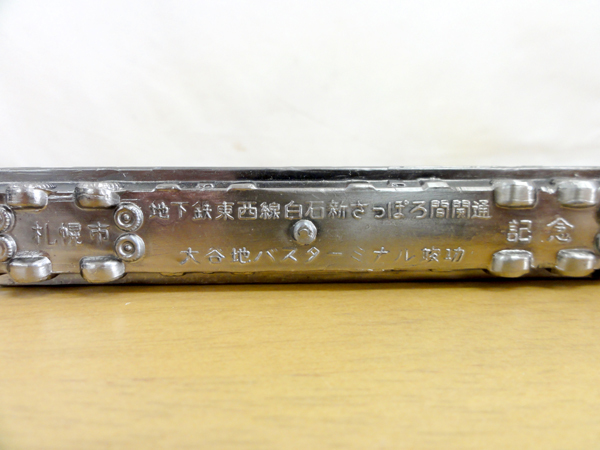 札幌市
地下鉄東西線白石新さっぽろ間開通
大谷地バスターミナル竣功
記念